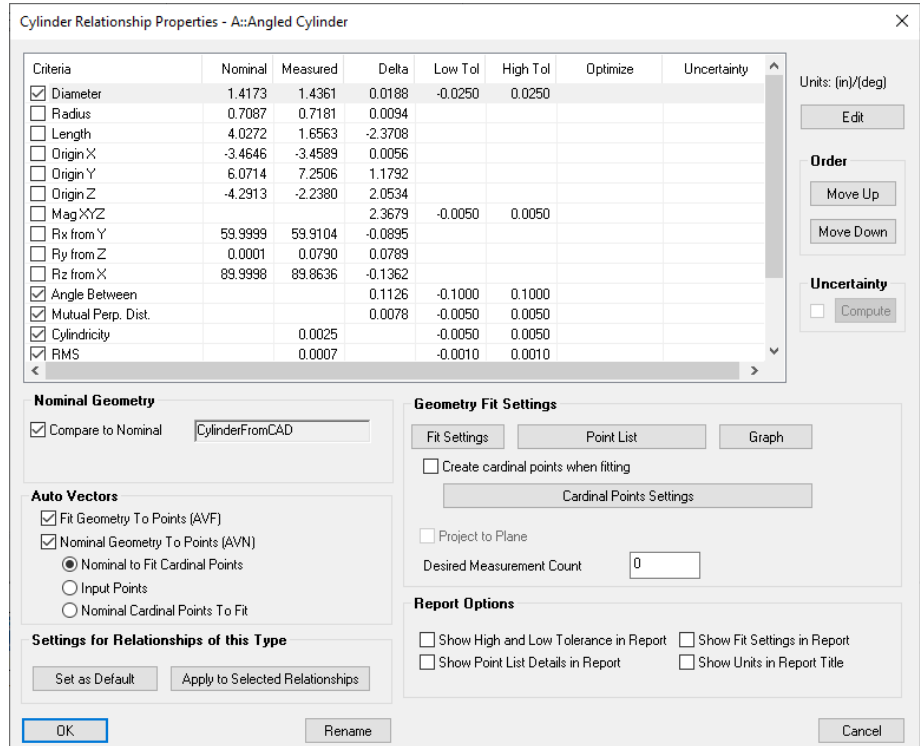 Cylinder Relationship Properties - A::Angled Cylinder
Criteria Nominal Measured Delta Low Tol High Tol Optimize Uncertainty
Diameter 1.4173 1.4361 0.0188 -0.0250 0.0250
Radius 0.7087 0.7181 0.0094
Length 4.0272 1.6563 -2.3708
Origin X -3.4646 -3.4589 0.0056
Origin Y 6.0714 7.2506 1.1792
Origin Z -4.2913 -2.2380 2.0534
Mag XYZ 2.3679 -0.0050 0.0050
Rx from Y 59.9999 59.9104 -0.0895
Ry from Z 0.0001 0.0790 0.0789
Rz from X 89.9998 89.8636 -0.1362
Angle Between 0.1126 -0.1000 0.1000
Mutual Perp. Dist. 0.0078 -0.0050 0.0050
Cylindricity 0.0025 -0.0050 0.0050
RMS 0.0007 -0.0010 0.0010
Units: (in)/(deg)
Edit
Order
Move Up
Move Down
Uncertainty
Compute
Nominal Geometry
Compare to Nominal CylinderFromCAD
Auto Vectors
Fit Geometry To Points (AVF)
Nominal Geometry To Points (AVN)
Nominal to Fit Cardinal Points
Input Points
Nominal Cardinal Points To Fit
Settings for Relationships of this Type
Set as Default Apply to Selected Relationships
Geometry Fit Settings
Fit Settings Point List Graph
Create cardinal points when fitting
Cardinal Points Settings
Project to Plane
Desired Measurement Count 0
Report Options
Show High and Low Tolerance in Report Show Fit Settings in Report
Show Point List Details in Report Show Units in Report Title
OK Rename Cancel